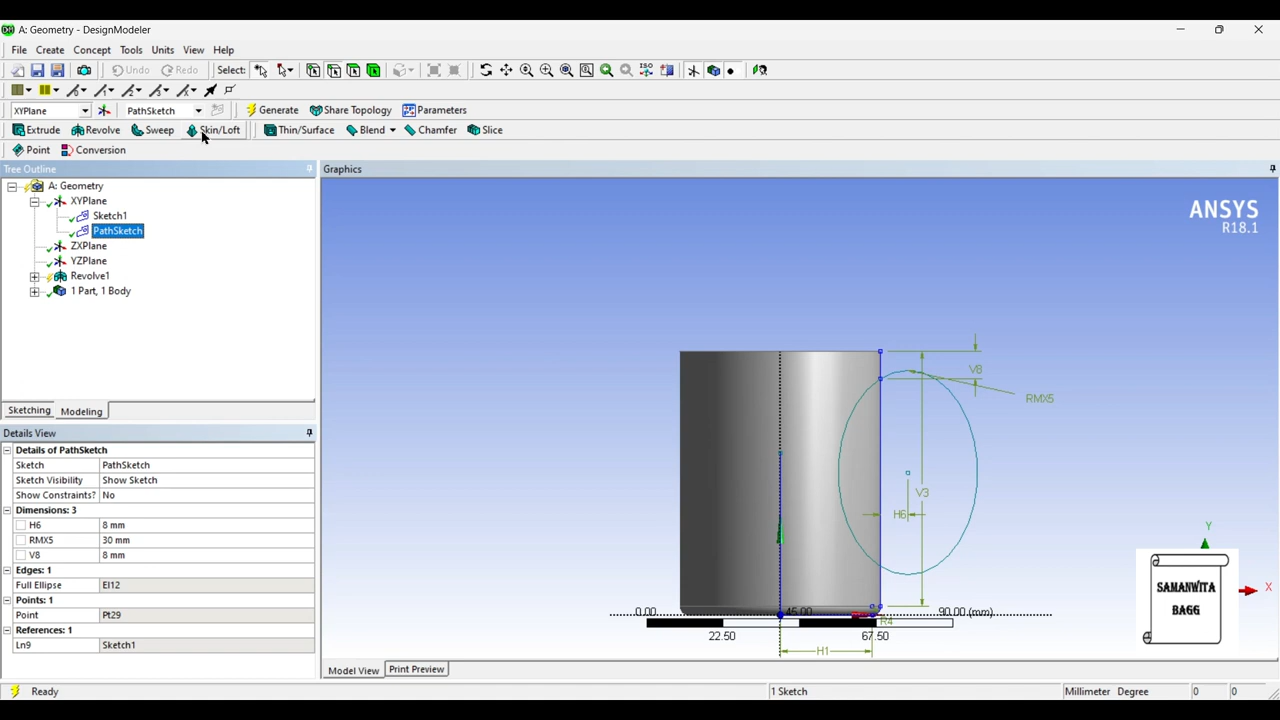 A: Geometry - DesignModeler
File Create Concept Tools Units View Help
Undo Redo Select: ISO
XYPlane PathSketch Generate Share Topology Parameters
Extrude Revolve Sweep Skin/Loft Thin/Surface Blend Chamfer Slice
Point Conversion
Tree Outline
A: Geometry
XYPlane
Sketch1
PathSketch
ZXPlane
YZPlane
Revolve1
1 Part, 1 Body
Sketching Modeling
Details View
Details of PathSketch
Sketch PathSketch
Sketch Visibility Show Sketch
Show Constraints? No
Dimensions: 3
H6 8 mm
RMX5 30 mm
V8 8 mm
Edges: 1
Full Ellipse El12
Points: 1
Point Pt29
References: 1
Ln9 Sketch1
Graphics
ANSYS
R18.1
V8
RMX5
V3
H6
Y
X
0.00 45.00 90.00 (mm)
R4
22.50 67.50
H1
SAMANWITA
BAGG
Model View Print Preview
Ready 1 Sketch Millimeter Degree 0 0